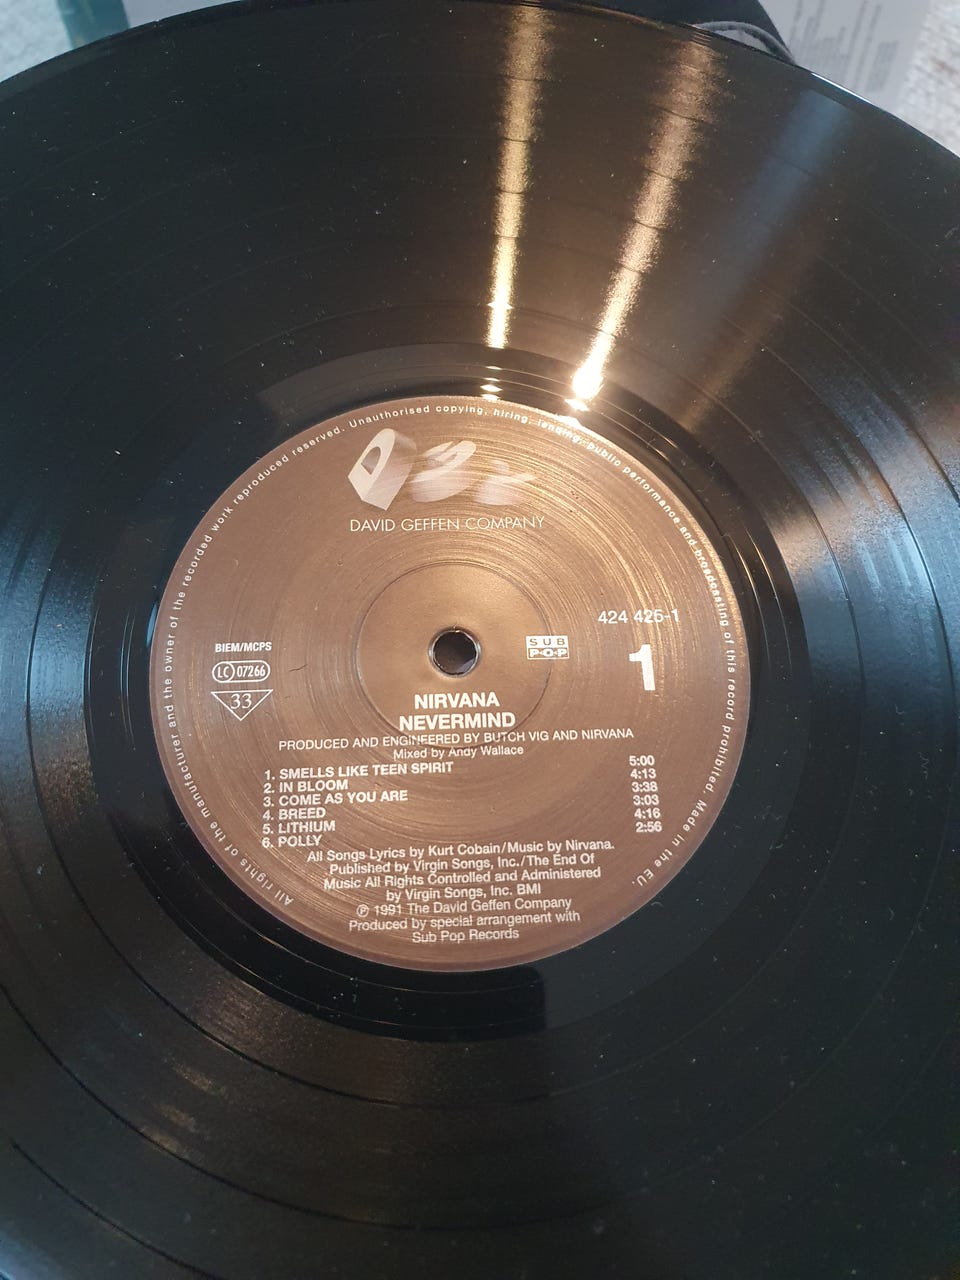 All rights of the manufacturer and the owner of the recorded work reproduced reserved. Unauthorised copying, hiring, lending, public performance and broadcasting of this record prohibited. Made in the EU.
DGC
DAVID GEFFEN COMPANY
424 425-1
SUB
POP
1
BIEM/MCPS
LC 07266
33
NIRVANA
NEVERMIND
PRODUCED AND ENGINEERED BY BUTCH VIG AND NIRVANA
Mixed by Andy Wallace
1. SMELLS LIKE TEEN SPIRIT 5:00
2. IN BLOOM 4:13
3. COME AS YOU ARE 3:38
4. BREED 3:03
5. LITHIUM 4:16
6. POLLY 2:56
All Songs Lyrics by Kurt Cobain/Music by Nirvana.
Published by Virgin Songs, Inc./The End Of
Music All Rights Controlled and Administered
by Virgin Songs, Inc. BMI
℗ 1991 The David Geffen Company
Produced by special arrangement with
Sub Pop Records